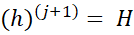 (h)^(j+1) = H